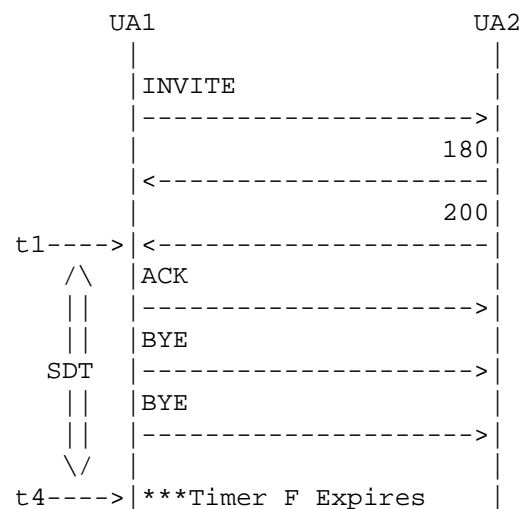 UA1 UA2
INVITE
180
200
t1---->
ACK
BYE
SDT
BYE
t4---->|***Timer F Expires